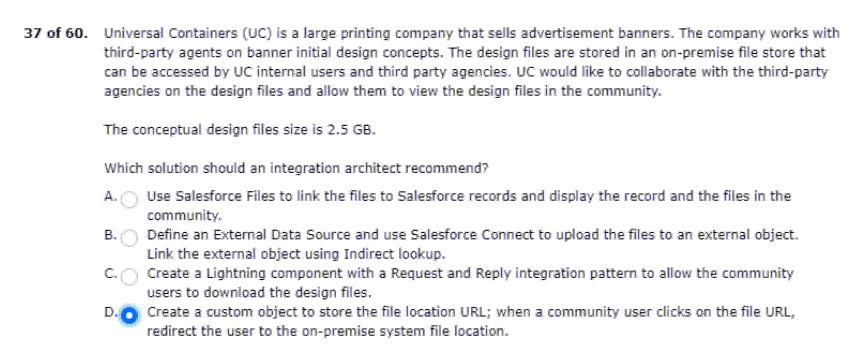 37 of 60. Universal Containers (UC) is a large printing company that sells advertisement banners. The company works with
third-party agents on banner initial design concepts. The design files are stored in an on-premise file store that
can be accessed by UC internal users and third party agencies. UC would like to collaborate with the third-party
agencies on the design files and allow them to view the design files in the community.
The conceptual design files size is 2.5 GB.
Which solution should an integration architect recommend?
A. Use Salesforce Files to link the files to Salesforce records and display the record and the files in the
community.
B. Define an External Data Source and use Salesforce Connect to upload the files to an external object.
Link the external object using Indirect lookup.
C. Create a Lightning component with a Request and Reply integration pattern to allow the community
users to download the design files.
D. Create a custom object to store the file location URL; when a community user clicks on the file URL,
redirect the user to the on-premise system file location.